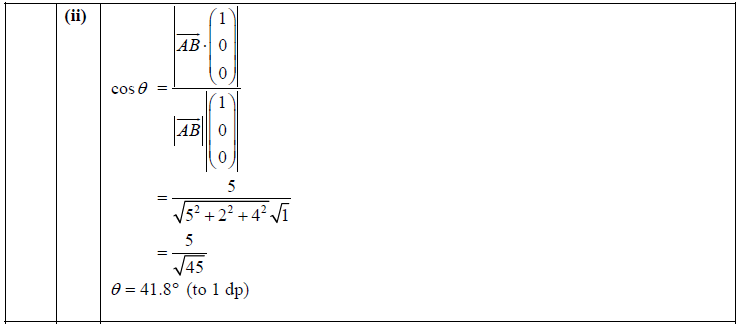 (ii)
cos θ = |AB⃗ · (1 0 0)| / |AB⃗| |(1 0 0)|
= 5 / √(5² + 2² + 4²) √1
= 5 / √45
θ = 41.8° (to 1 dp)